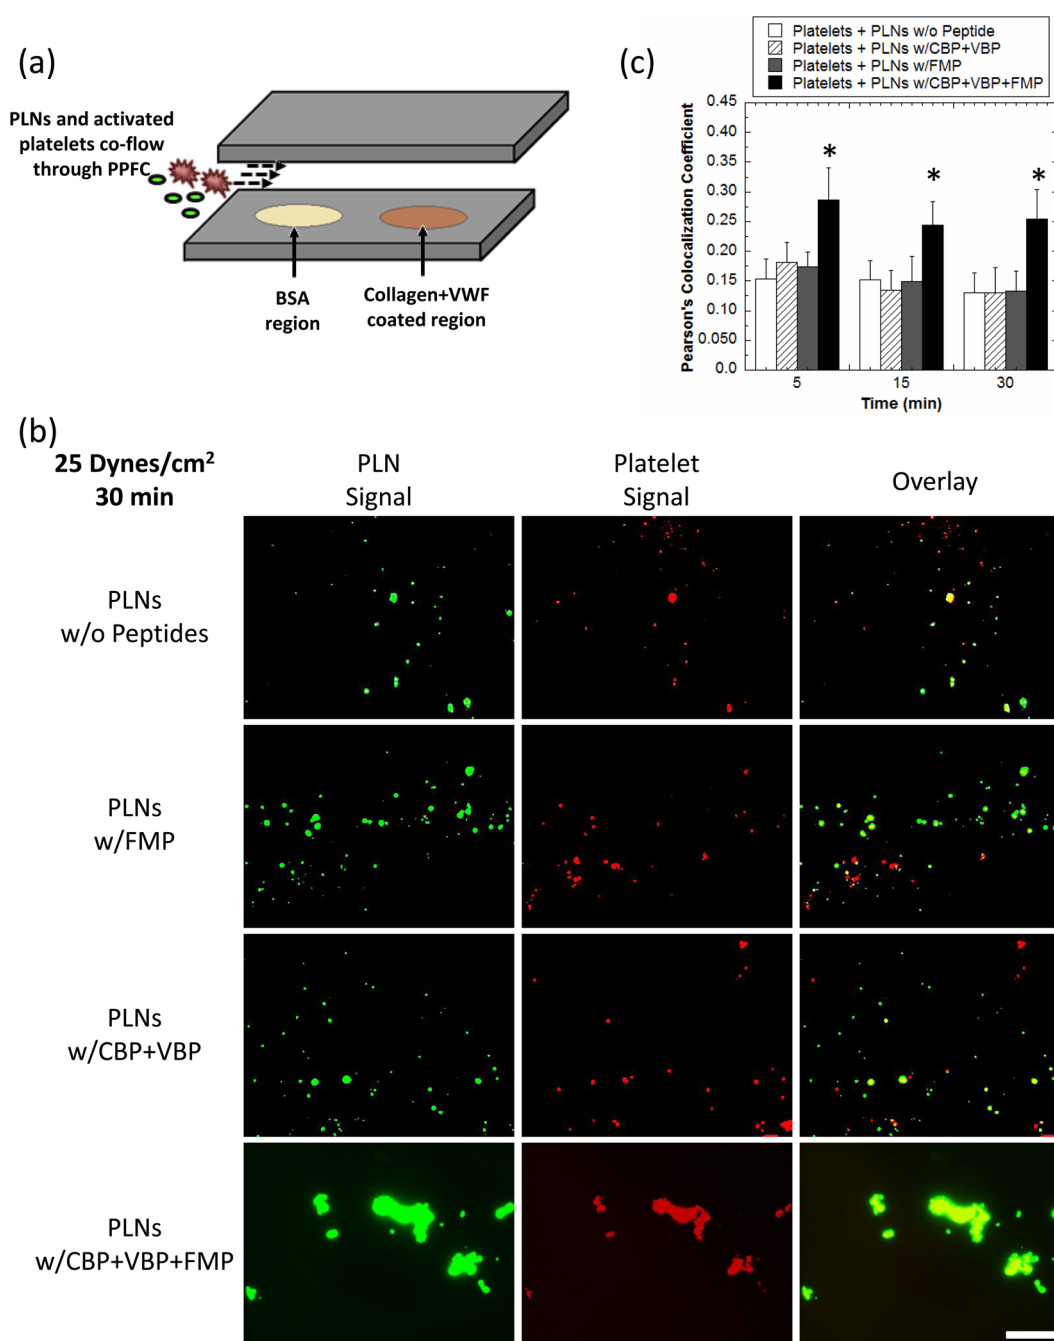 (a)
PLNs and activated
platelets co-flow
through PPFC
BSA
region
Collagen+VWF
coated region
(c)
Platelets + PLNs w/o Peptide
Platelets + PLNs w/CBP+VBP
Platelets + PLNs w/FMP
Platelets + PLNs w/CBP+VBP+FMP
Pearson's Colocalization Coefficient
0.45
0.40
0.35
0.30
0.25
0.20
0.15
0.10
0.050
0.0
* * *
5 15 30
Time (min)
(b)
25 Dynes/cm²
30 min
PLN
Signal
Platelet
Signal
Overlay
PLNs
w/o Peptides
PLNs
w/FMP
PLNs
w/CBP+VBP
PLNs
w/CBP+VBP+FMP